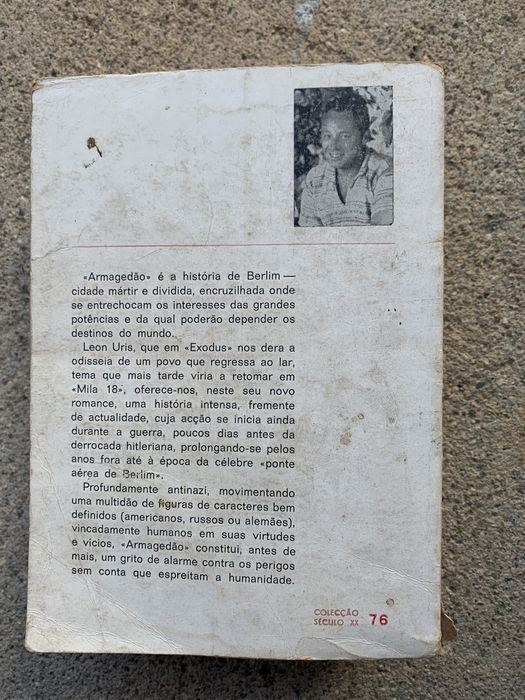 «Armagedão» é a história de Berlim —
cidade mártir e dividida, encruzilhada onde
se entrechocam os interesses das grandes
potências e da qual poderão depender os
destinos do mundo.
Leon Uris, que em «Exodus» nos dera a
odisseia de um povo que regressa ao lar,
tema que mais tarde viria a retomar em
«Mila 18», oferece-nos, neste seu novo
romance, uma história intensa, fremente
de actualidade, cuja acção se inicia ainda
durante a guerra, poucos dias antes da
derrocada hitleriana, prolongando-se pelos
anos fora até à época da célebre «ponte
aérea de Berlim».
Profundamente antinazi, movimentando
uma multidão de figuras de caracteres bem
definidos (americanos, russos ou alemães),
vincadamente humanos em suas virtudes
e vícios, «Armagedão» constitui, antes de
mais, um grito de alarme contra os perigos
sem conta que espreitam a humanidade.
COLECÇÃO
SÉCULO XX 76